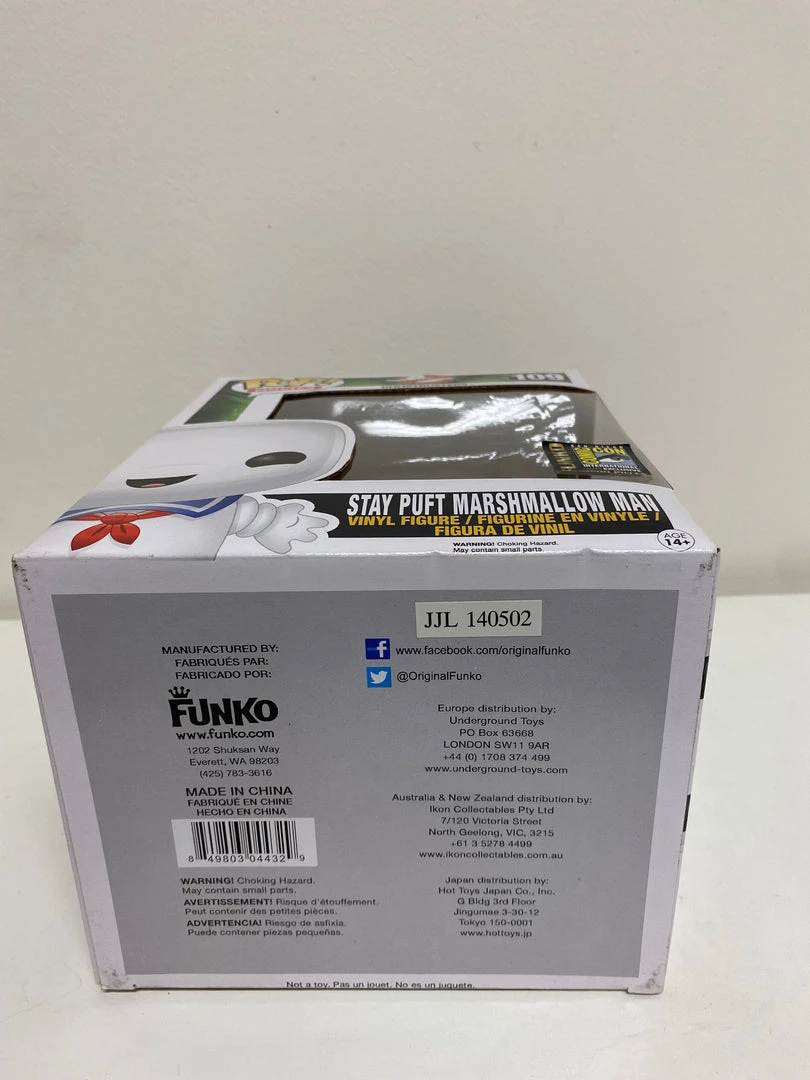 POP!
109
FUNKO
COMIC CON
INTERNATIONAL
EXCLUSIVE
STAY PUFT MARSHMALLOW MAN
VINYL FIGURE / FIGURINE EN VINYLE /
FIGURA DE VINIL
WARNING! Choking Hazard.
May contain small parts.
AGE
14+
JJL 140502
MANUFACTURED BY:
FABRIQUÉS PAR:
FABRICADO POR:
FUNKO
www.funko.com
1202 Shuksan Way
Everett, WA 98203
(425) 783-3616
MADE IN CHINA
FABRIQUÉ EN CHINE
HECHO EN CHINA
8 49803 04432 9
WARNING! Choking Hazard.
May contain small parts.
AVERTISSEMENT! Risque d'étouffement.
Peut contenir des petites pièces.
ADVERTENCIA! Riesgo de asfixia.
Puede contener piezas pequeñas.
f www.facebook.com/originalfunko
@OriginalFunko
Europe distribution by:
Underground Toys
PO Box 63668
LONDON SW11 9AR
+44 (0) 1708 374 499
www.underground-toys.com
Australia & New Zealand distribution by:
Ikon Collectables Pty Ltd
7/120 Victoria Street
North Geelong, VIC, 3215
+61 3 5278 4499
www.ikoncollectables.com.au
Japan distribution by:
Hot Toys Japan Co., Inc.
G Bldg 3rd Floor
Jingumae 3-30-12
Tokyo 150-0001
www.hottoys.jp
Not a toy. Pas un jouet. No es un juguete.